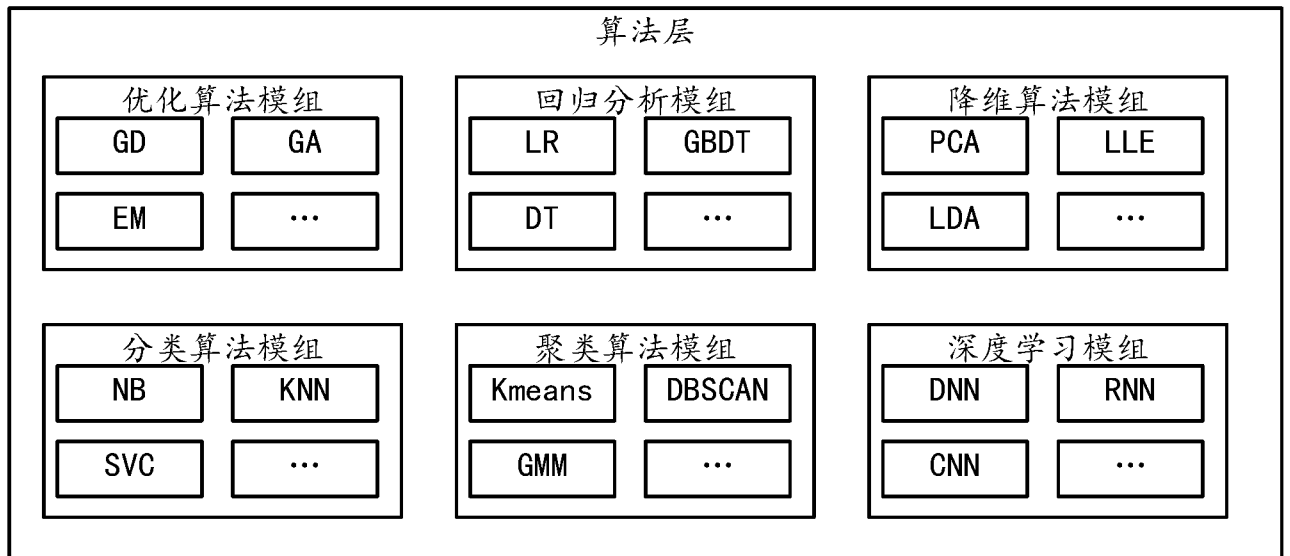 算法层
优化算法模组
GD GA
EM …
回归分析模组
LR GBDT
DT …
降维算法模组
PCA LLE
LDA …
分类算法模组
NB KNN
SVC …
聚类算法模组
Kmeans DBSCAN
GMM …
深度学习模组
DNN RNN
CNN …